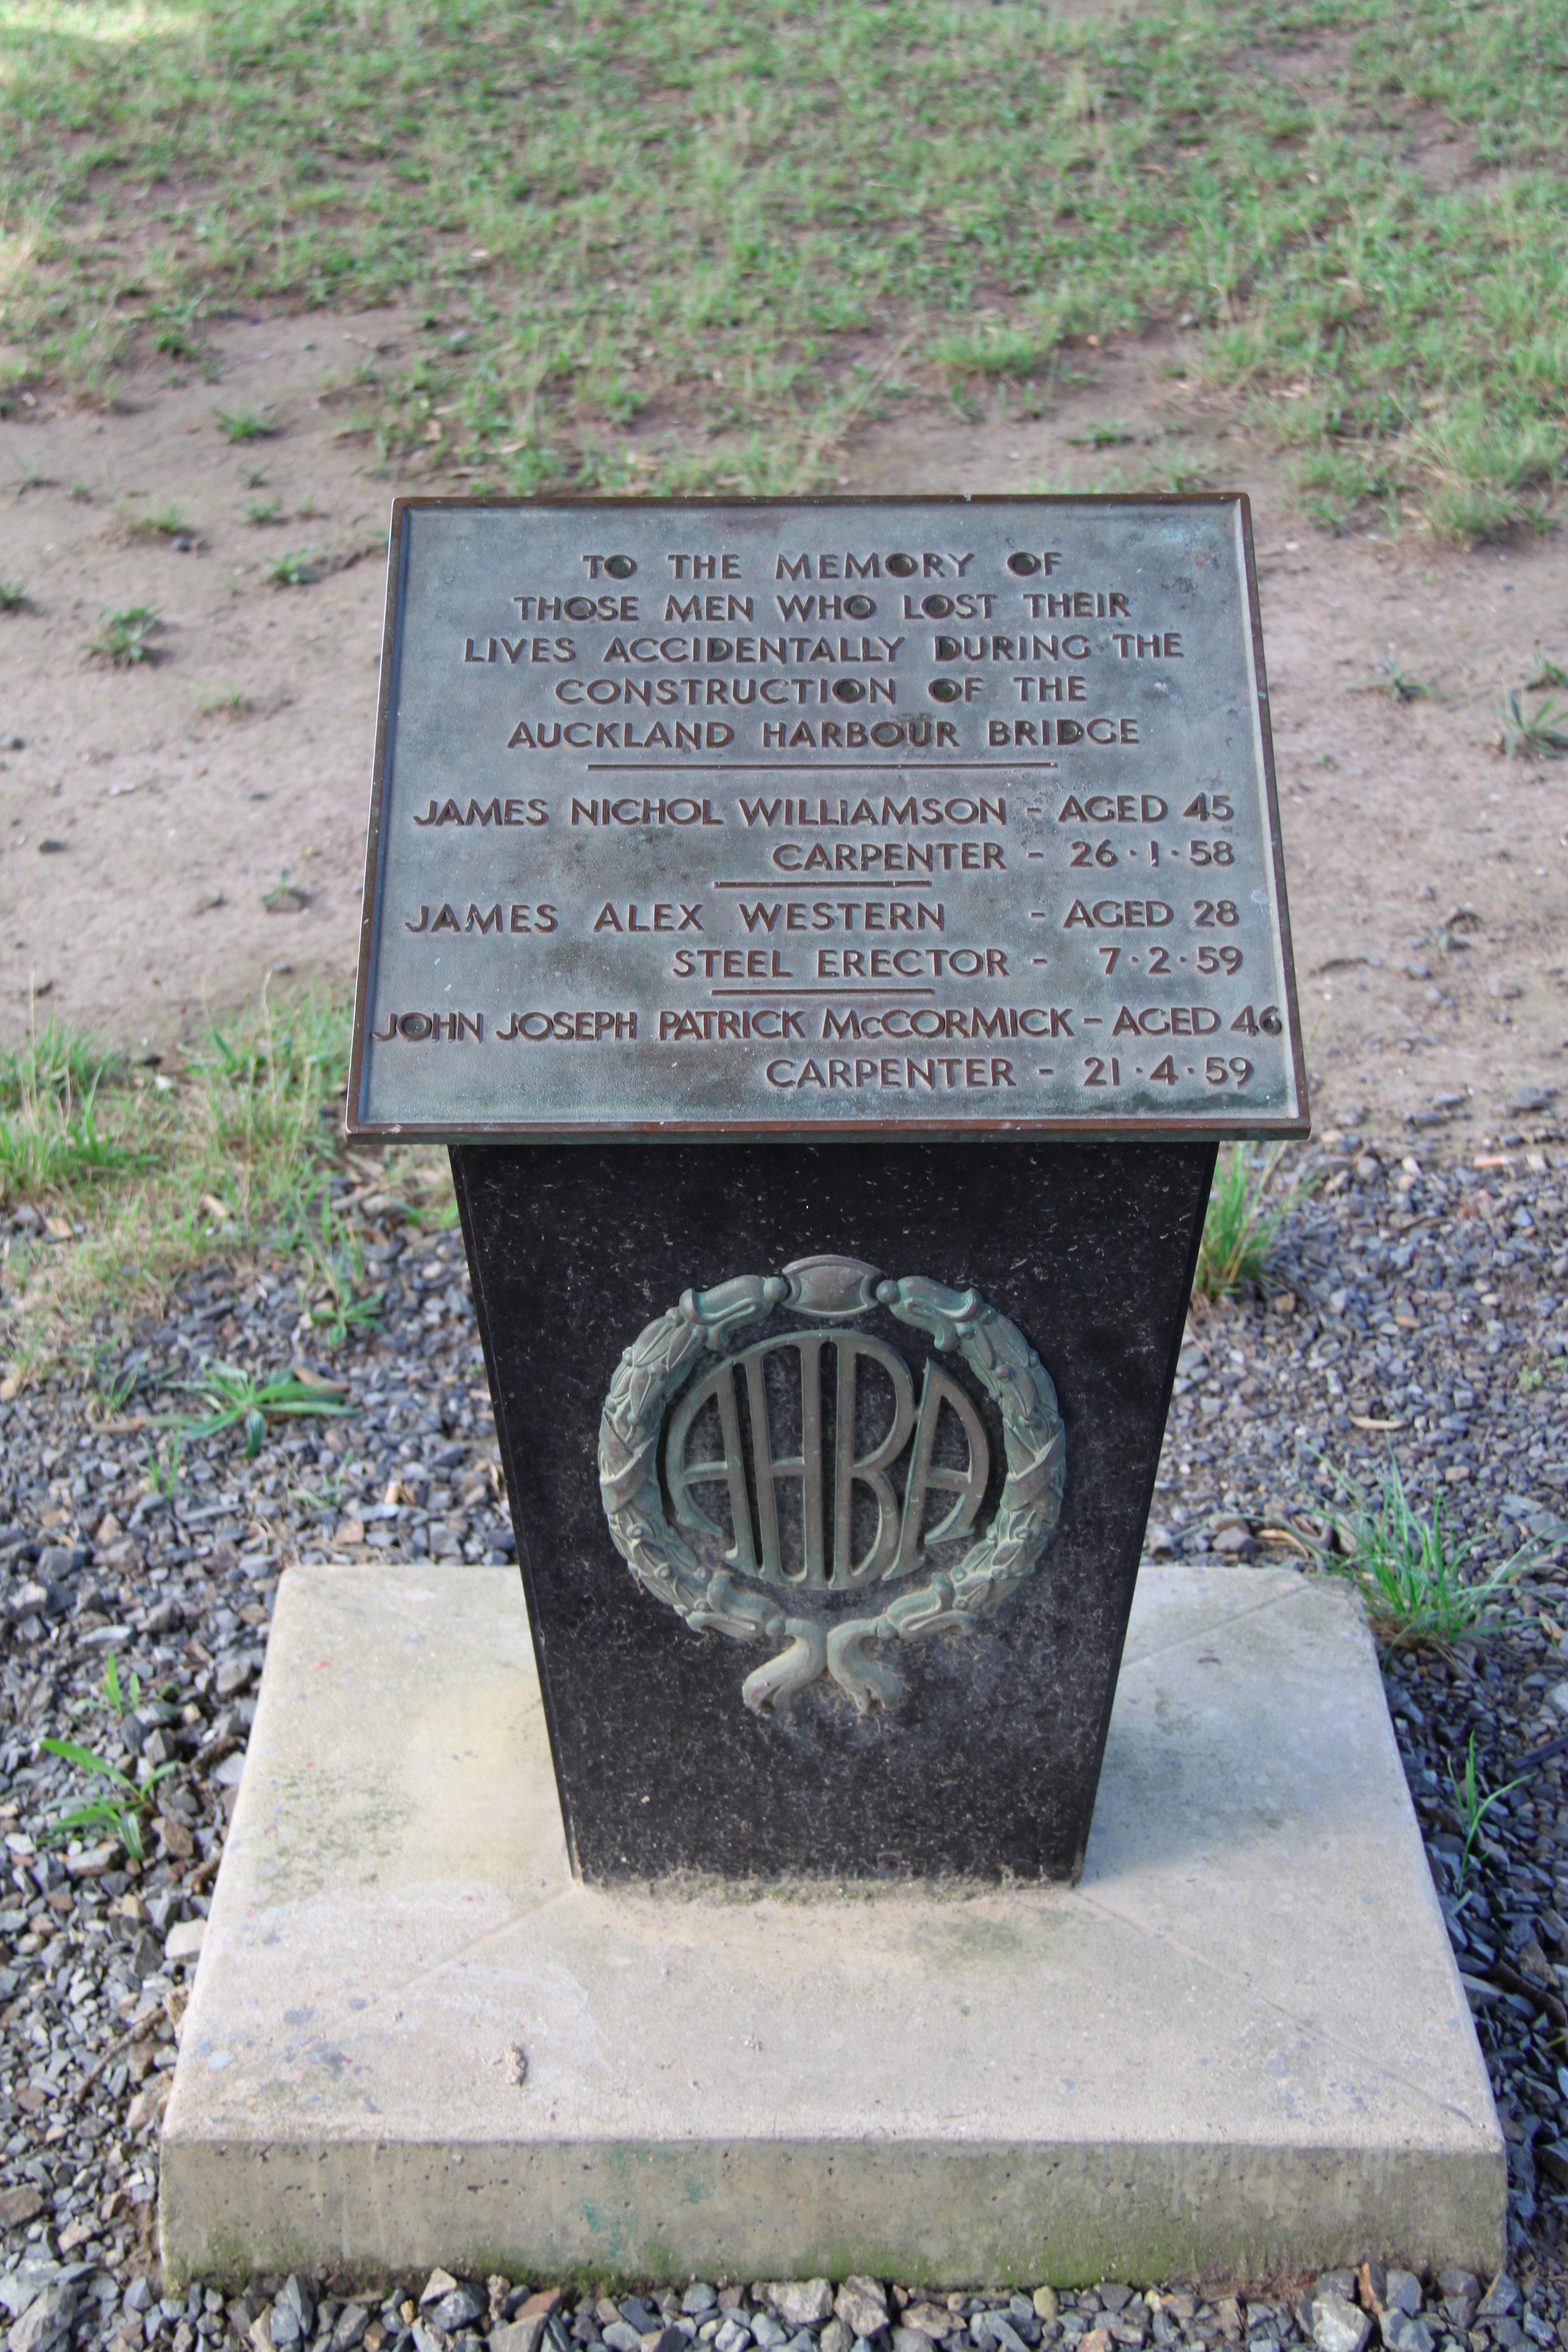 TO THE MEMORY OF
THOSE MEN WHO LOST THEIR
LIVES ACCIDENTALLY DURING THE
CONSTRUCTION OF THE
AUCKLAND HARBOUR BRIDGE
JAMES NICHOL WILLIAMSON - AGED 45
CARPENTER - 26·1·58
JAMES ALEX WESTERN - AGED 28
STEEL ERECTOR - 7·2·59
JOHN JOSEPH PATRICK McCORMICK - AGED 46
CARPENTER - 21·4·59
AHBA